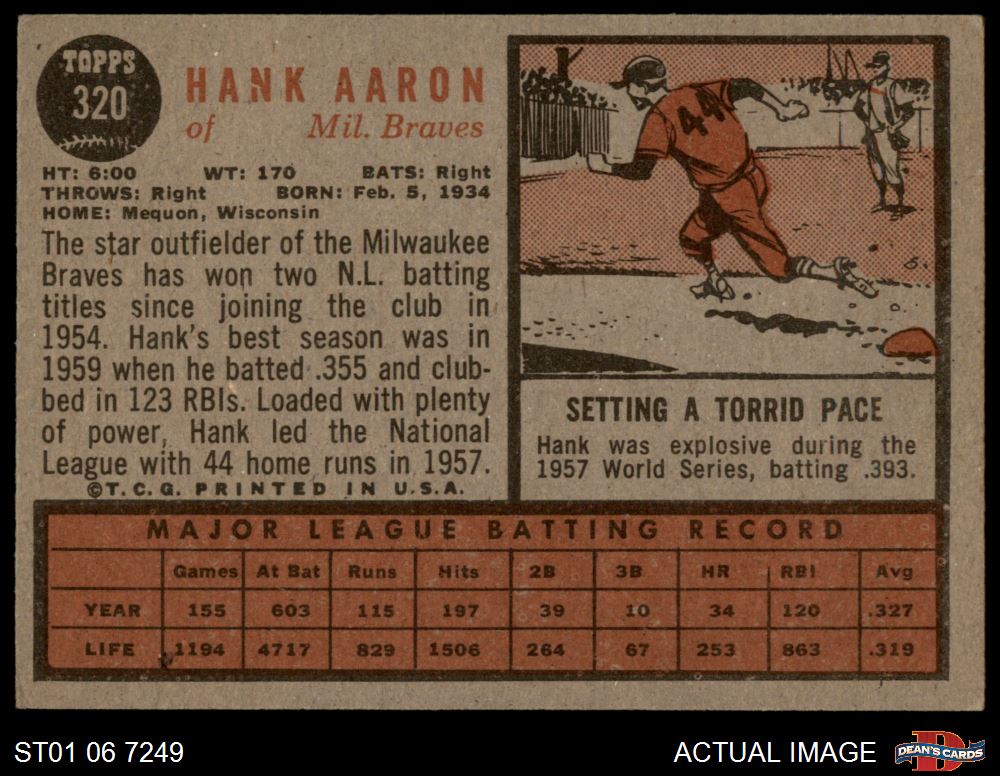 TOPPS
320
HANK AARON
of Mil. Braves
HT: 6:00 WT: 170 BATS: Right
THROWS: Right BORN: Feb. 5, 1934
HOME: Mequon, Wisconsin
The star outfielder of the Milwaukee
Braves has won two N.L. batting
titles since joining the club in
1954. Hank's best season was in
1959 when he batted .355 and club-
bed in 123 RBIs. Loaded with plenty
of power, Hank led the National
League with 44 home runs in 1957.
©T.C.G. PRINTED IN U.S.A.
44
SETTING A TORRID PACE
Hank was explosive during the
1957 World Series, batting .393.
MAJOR LEAGUE BATTING RECORD
Games At Bat Runs Hits 2B 3B HR RBI Avg
YEAR 155 603 115 197 39 10 34 120 .327
LIFE 1194 4717 829 1506 264 67 253 863 .319
ST01 06 7249
ACTUAL IMAGE
D
DEAN'S CARDS